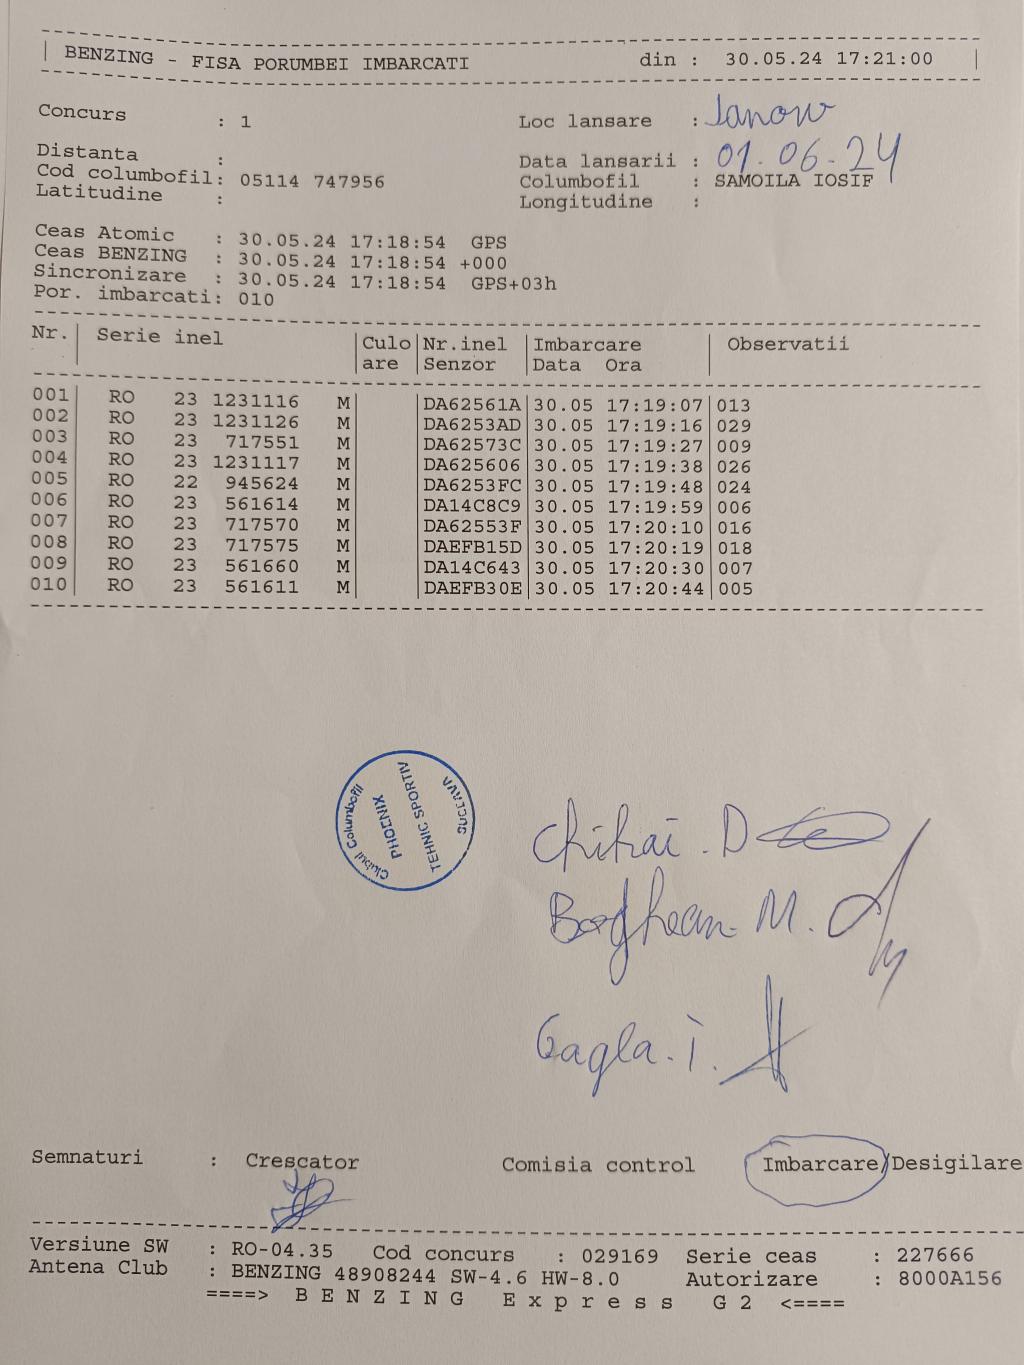 BENZING - FISA PORUMBEI IMBARCATI din : 30.05.24 17:21:00
Concurs : 1 Loc lansare : Janow
Distanta : Data lansarii : 01.06.24
Cod columbofil: 05114 747956 Columbofil : SAMOILA IOSIF
Latitudine : Longitudine :
Ceas Atomic : 30.05.24 17:18:54 GPS
Ceas BENZING : 30.05.24 17:18:54 +000
Sincronizare : 30.05.24 17:18:54 GPS+03h
Por. imbarcati: 010
Nr. Serie inel Culo Nr.inel Imbarcare Observatii
are Senzor Data Ora
001 RO 23 1231116 M DA62561A 30.05 17:19:07 013
002 RO 23 1231126 M DA6253AD 30.05 17:19:16 029
003 RO 23 717551 M DA62573C 30.05 17:19:27 009
004 RO 23 1231117 M DA625606 30.05 17:19:38 026
005 RO 22 945624 M DA6253FC 30.05 17:19:48 024
006 RO 23 561614 M DA14C8C9 30.05 17:19:59 006
007 RO 23 717570 M DA62553F 30.05 17:20:10 016
008 RO 23 717575 M DAEFB15D 30.05 17:20:19 018
009 RO 23 561660 M DA14C643 30.05 17:20:30 007
010 RO 23 561611 M DAEFB30E 30.05 17:20:44 005
Clubul Columbofil
PHOENIX
TEHNIC SPORTIV
SUCEAVA
Chihai. D
Boghean M.
Gagla. i.
Semnaturi : Crescator Comisia control Imbarcare/Desigilare
Versiune SW : RO-04.35 Cod concurs : 029169 Serie ceas : 227666
Antena Club : BENZING 48908244 SW-4.6 HW-8.0 Autorizare : 8000A156
====> B E N Z I N G E x p r e s s G 2 <====